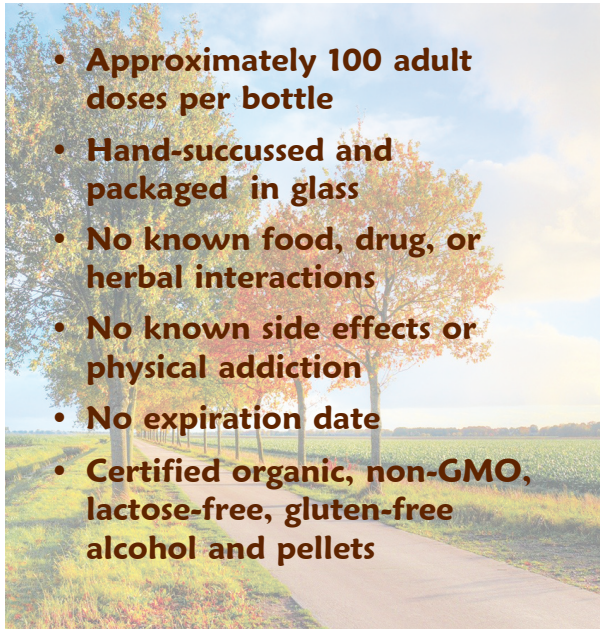 • Approximately 100 adult
doses per bottle
• Hand-succussed and
packaged  in glass
• No known food, drug, or
herbal interactions
• No known side effects or
physical addiction
• No expiration date
• Certified organic, non-GMO,
lactose-free, gluten-free
alcohol and pellets